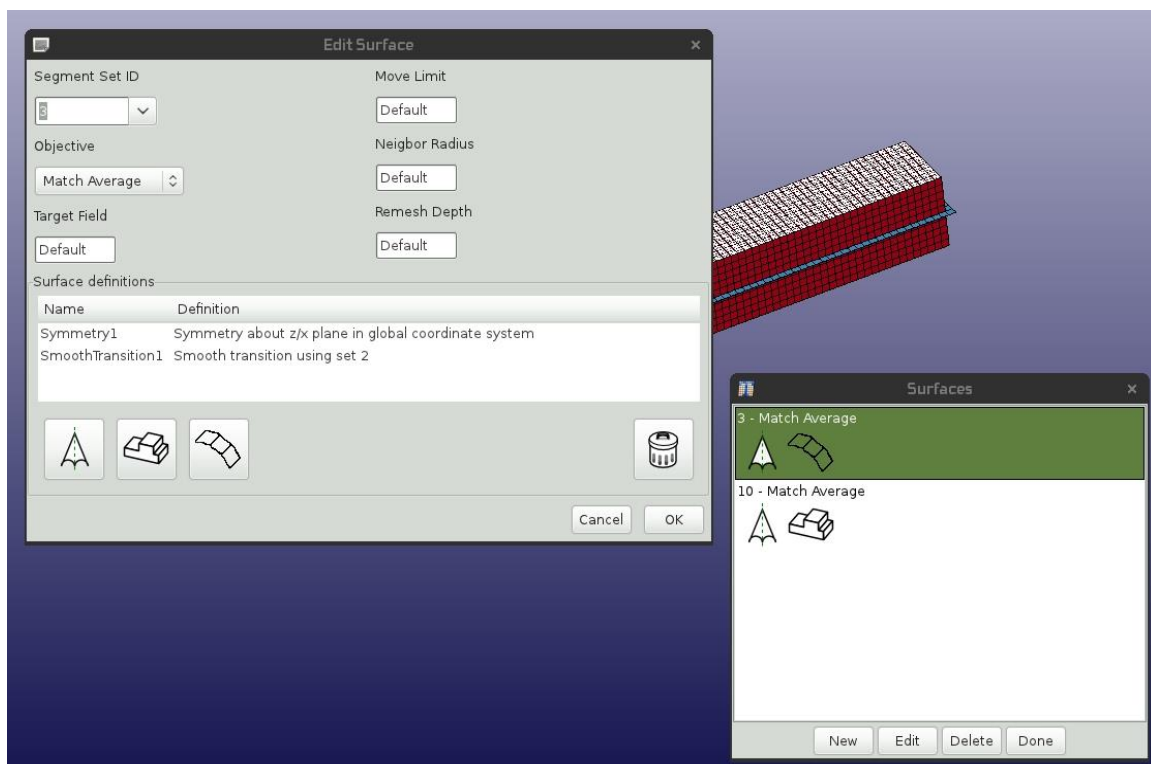 Edit Surface
Segment Set ID
3
Objective
Match Average
Target Field
Default
Move Limit
Default
Neigbor Radius
Default
Remesh Depth
Default
Surface definitions
Name Definition
Symmetry1 Symmetry about z/x plane in global coordinate system
SmoothTransition1 Smooth transition using set 2
Cancel OK
Surfaces
3 - Match Average
10 - Match Average
New Edit Delete Done